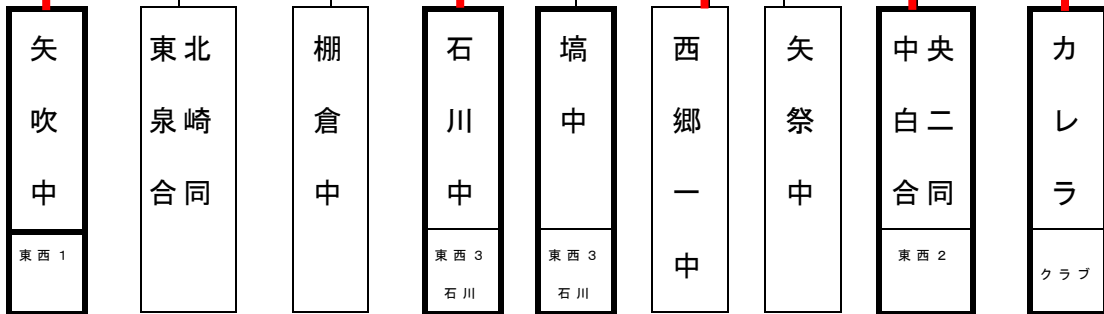 矢吹中
東西1
東北
泉崎
合同
棚倉中
石川中
東西3
石川
塙中
東西3
石川
西郷一中
矢祭中
中央
白二
合同
東西2
カレラ
クラブ